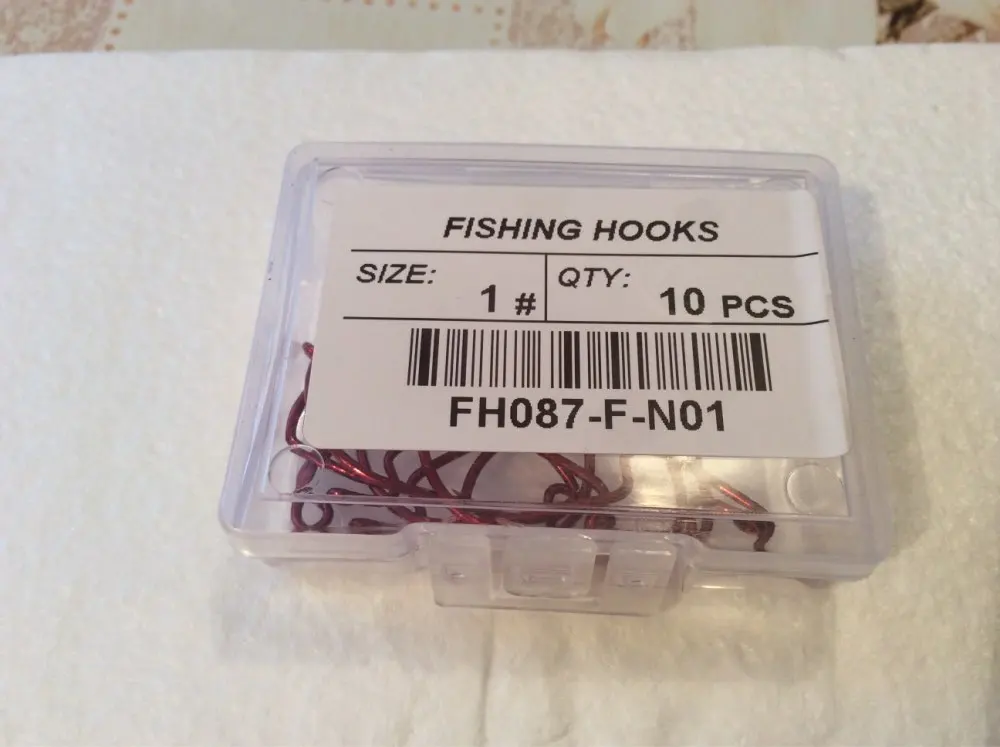 FISHING HOOKS
SIZE: 1 # QTY: 10 PCS
FH087-F-N01